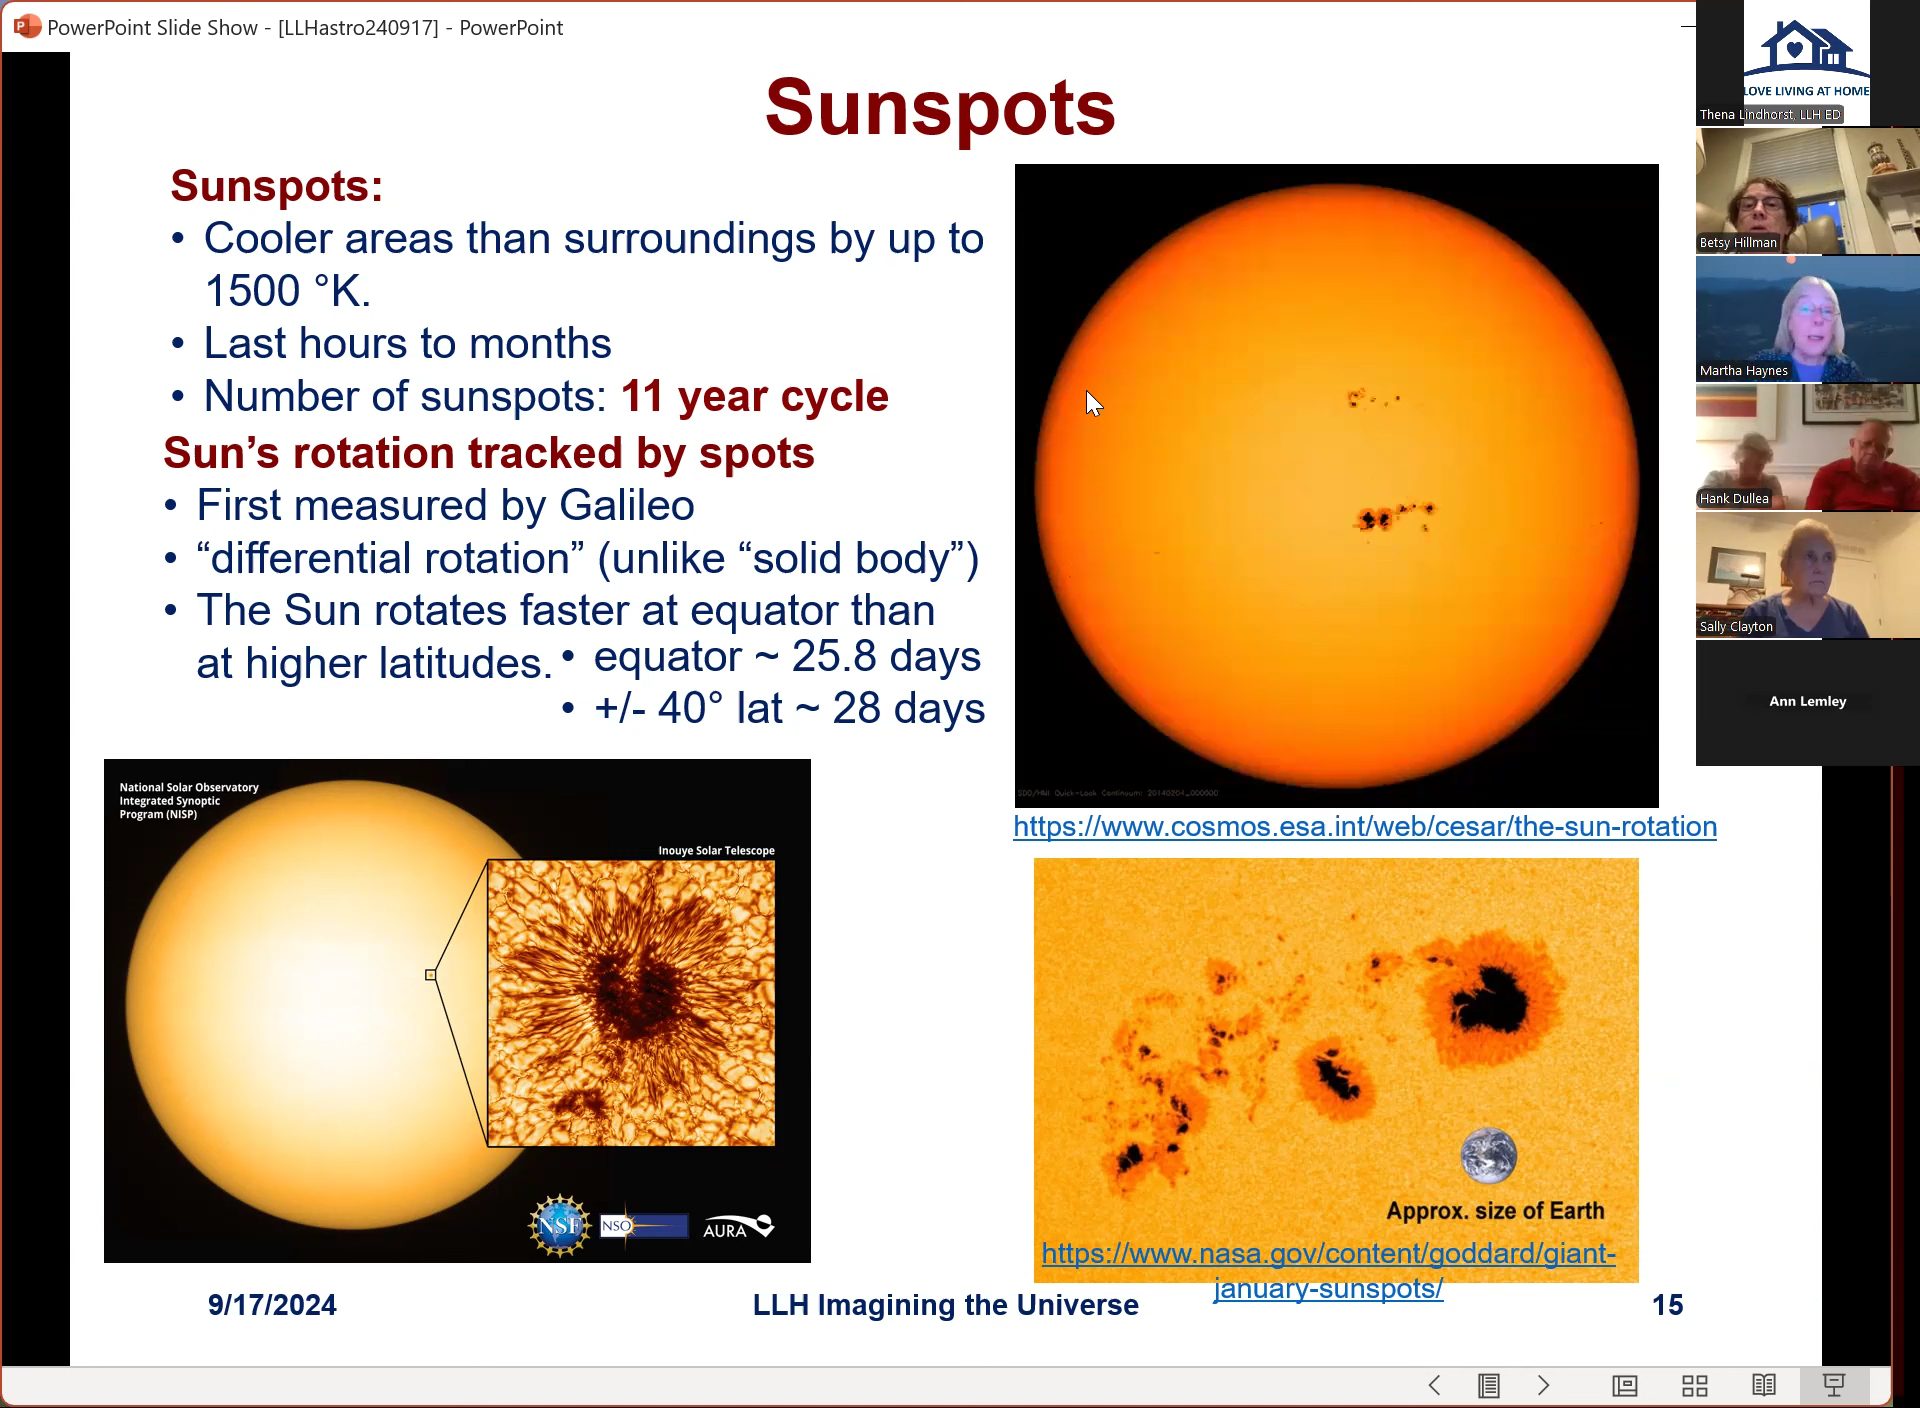 PowerPoint Slide Show - [LLHastro240917] - PowerPoint
Sunspots
Sunspots:
• Cooler areas than surroundings by up to
1500 °K.
• Last hours to months
• Number of sunspots: 11 year cycle
Sun’s rotation tracked by spots
• First measured by Galileo
• “differential rotation” (unlike “solid body”)
• The Sun rotates faster at equator than
at higher latitudes.
• equator ~ 25.8 days
• +/- 40° lat ~ 28 days
SDO/HMI Quick-Look Continuum: 20140204_000000
https://www.cosmos.esa.int/web/cesar/the-sun-rotation
National Solar Observatory
Integrated Synoptic
Program (NISP)
Inouye Solar Telescope
NSF
NSO
AURA
Approx. size of Earth
https://www.nasa.gov/content/goddard/giant-
january-sunspots/
9/17/2024
LLH Imagining the Universe
15
LOVE LIVING AT HOME
Thena Lindhorst, LLH ED
Betsy Hillman
Martha Haynes
Hank Dullea
Sally Clayton
Ann Lemley